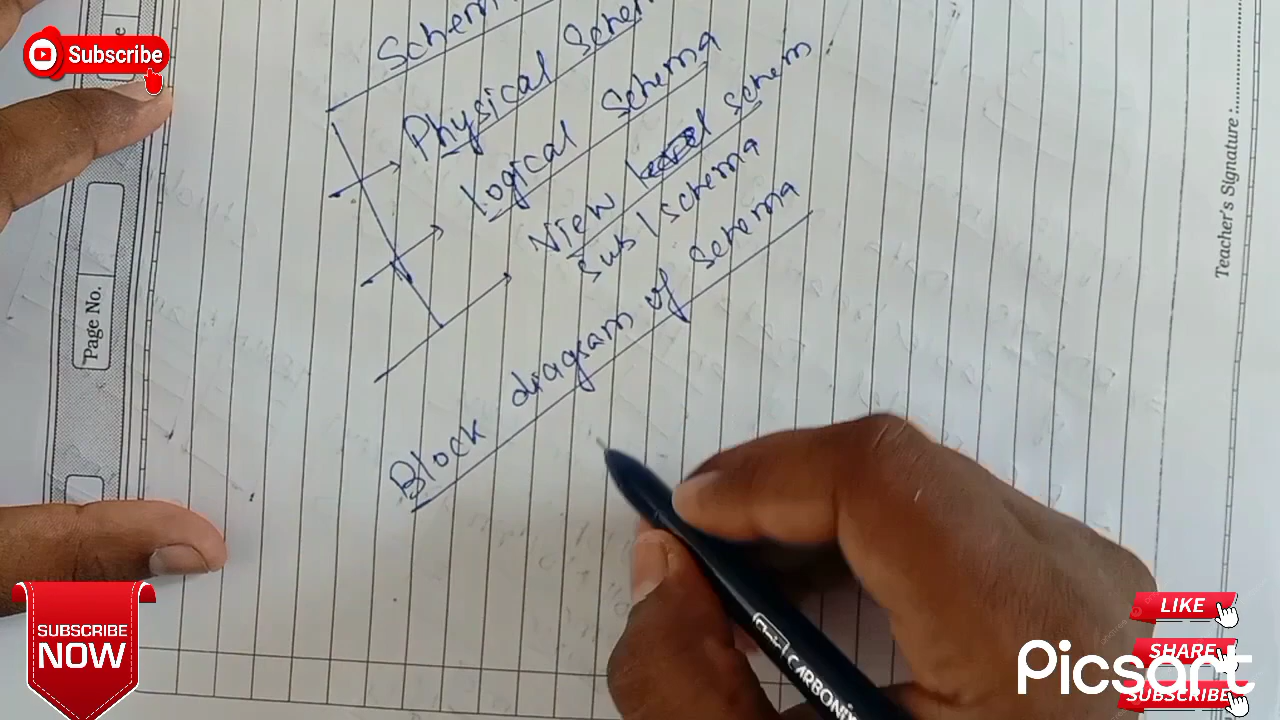 Schem
Physical Schem
logical Schema
View schem
sub / schema
Block diagram of Schema
Page No.
Teacher's Signature :
Subscribe
SUBSCRIBE
NOW
LIKE
SHARE
SUBSCRIBE
Picsart
CARBONIX